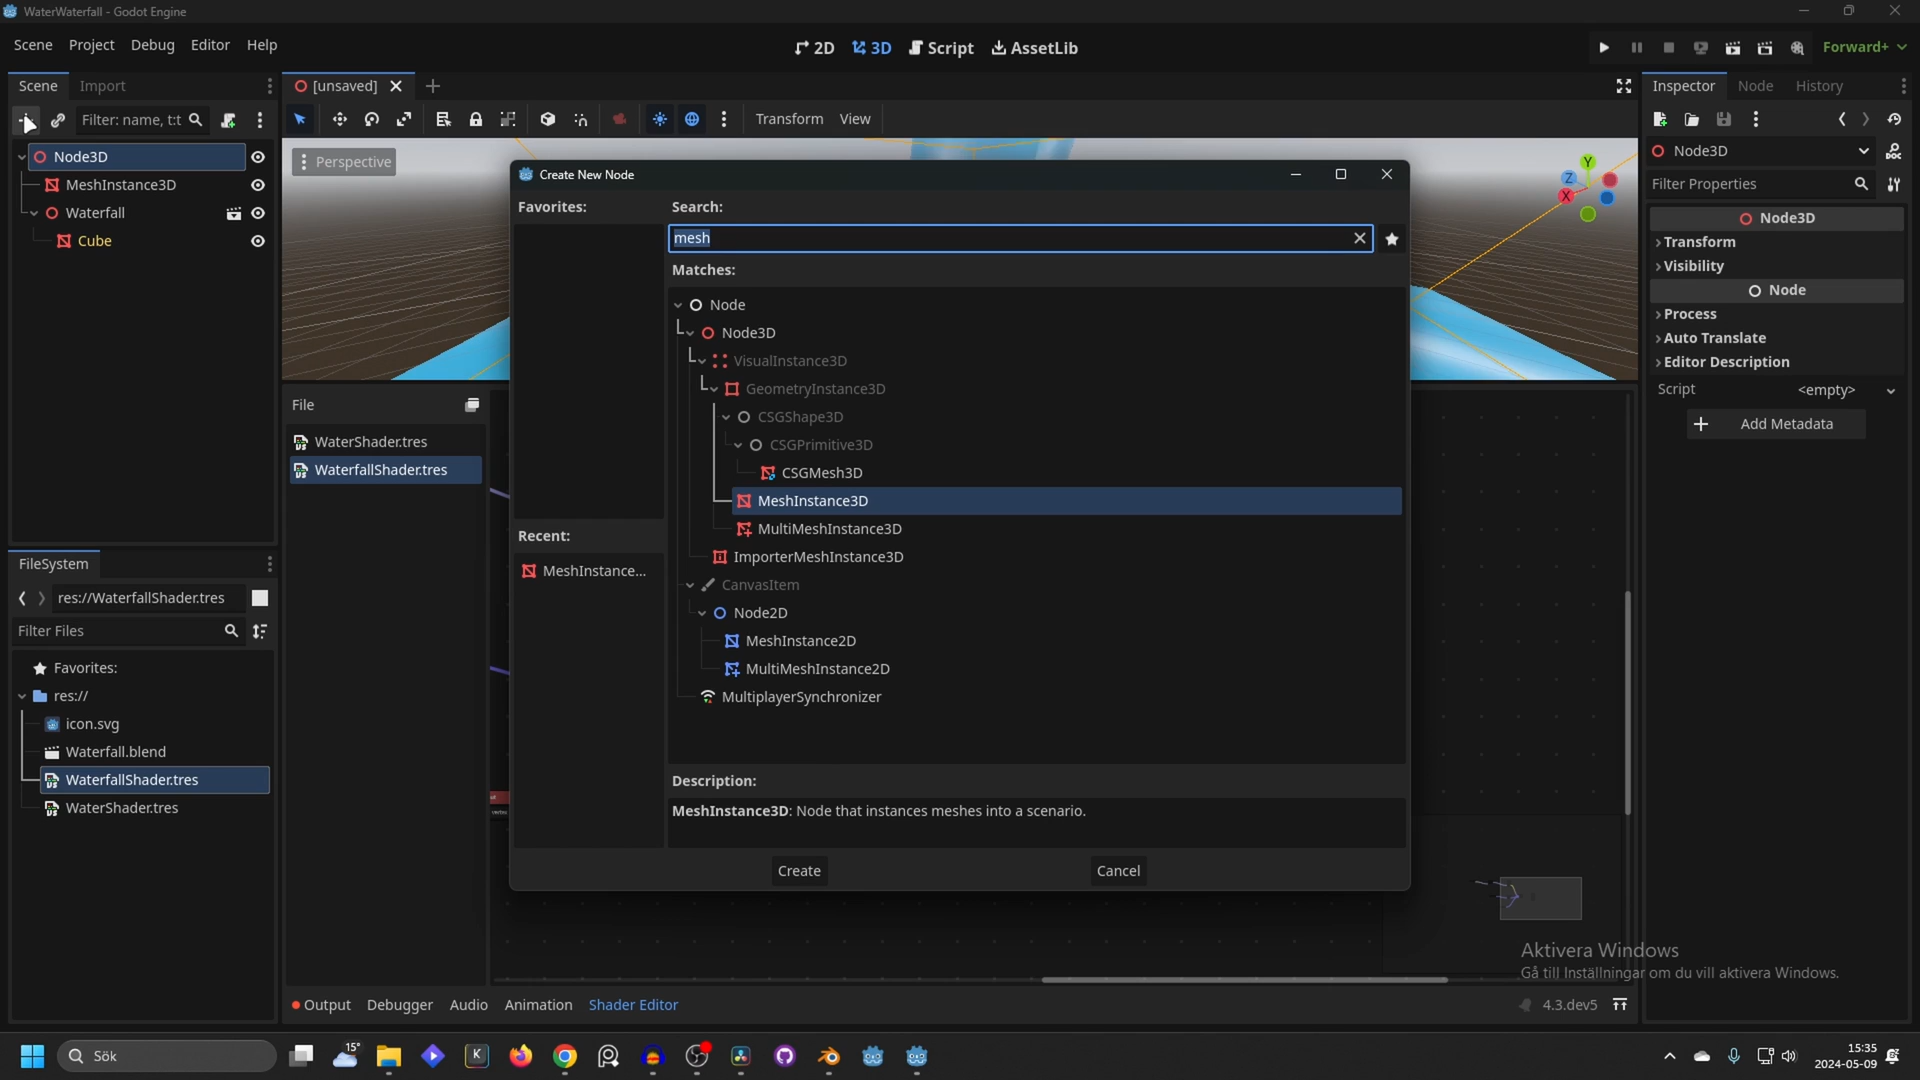 WaterWaterfall - Godot Engine
Scene Project Debug Editor Help
2D 3D Script AssetLib
Forward+
Scene Import
[unsaved]
Inspector Node History
Filter: name, t:t
Transform View
Node3D
MeshInstance3D
Waterfall
Cube
Perspective
Y
Z
X
Create New Node
Favorites:
Search:
mesh
Matches:
Node
Node3D
VisualInstance3D
GeometryInstance3D
CSGShape3D
CSGPrimitive3D
CSGMesh3D
MeshInstance3D
MultiMeshInstance3D
ImporterMeshInstance3D
CanvasItem
Node2D
MeshInstance2D
MultiMeshInstance2D
MultiplayerSynchronizer
Recent:
MeshInstance...
Description:
MeshInstance3D: Node that instances meshes into a scenario.
Create Cancel
File
WaterShader.tres
WaterfallShader.tres
Node3D
Filter Properties
Node3D
Transform
Visibility
Node
Process
Auto Translate
Editor Description
Script <empty>
Add Metadata
FileSystem
res://WaterfallShader.tres
Filter Files
Favorites:
res://
icon.svg
Waterfall.blend
WaterfallShader.tres
WaterShader.tres
Output Debugger Audio Animation Shader Editor
4.3.dev5
Aktivera Windows
Gå till Inställningar om du vill aktivera Windows.
Sök
15°
K
15:35
2024-05-09